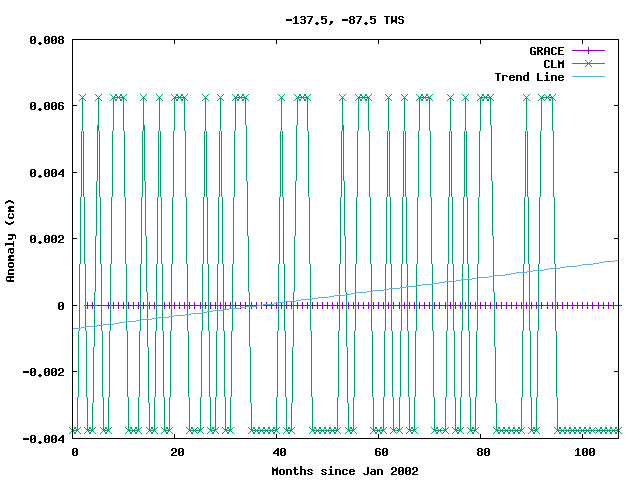 -137.5, -87.5 TWS
GRACE
CLM
Trend Line
0.008
0.006
0.004
0.002
0
-0.002
-0.004
Anomaly (cm)
0 20 40 60 80 100
Months since Jan 2002